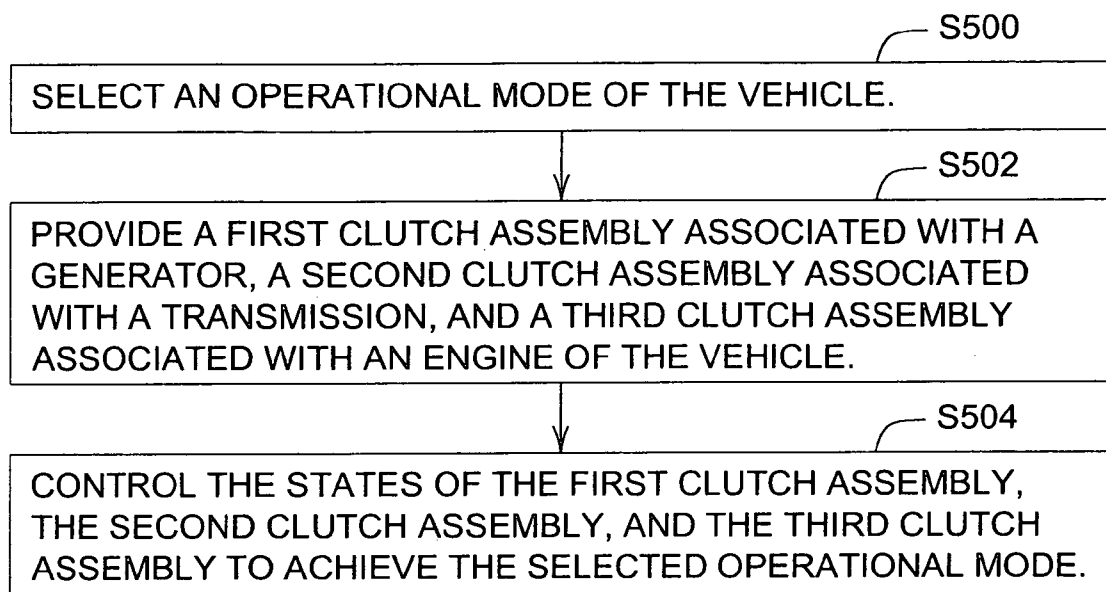 S500
SELECT AN OPERATIONAL MODE OF THE VEHICLE.
S502
PROVIDE A FIRST CLUTCH ASSEMBLY ASSOCIATED WITH A
GENERATOR, A SECOND CLUTCH ASSEMBLY ASSOCIATED
WITH A TRANSMISSION, AND A THIRD CLUTCH ASSEMBLY
ASSOCIATED WITH AN ENGINE OF THE VEHICLE.
S504
CONTROL THE STATES OF THE FIRST CLUTCH ASSEMBLY,
THE SECOND CLUTCH ASSEMBLY, AND THE THIRD CLUTCH
ASSEMBLY TO ACHIEVE THE SELECTED OPERATIONAL MODE.